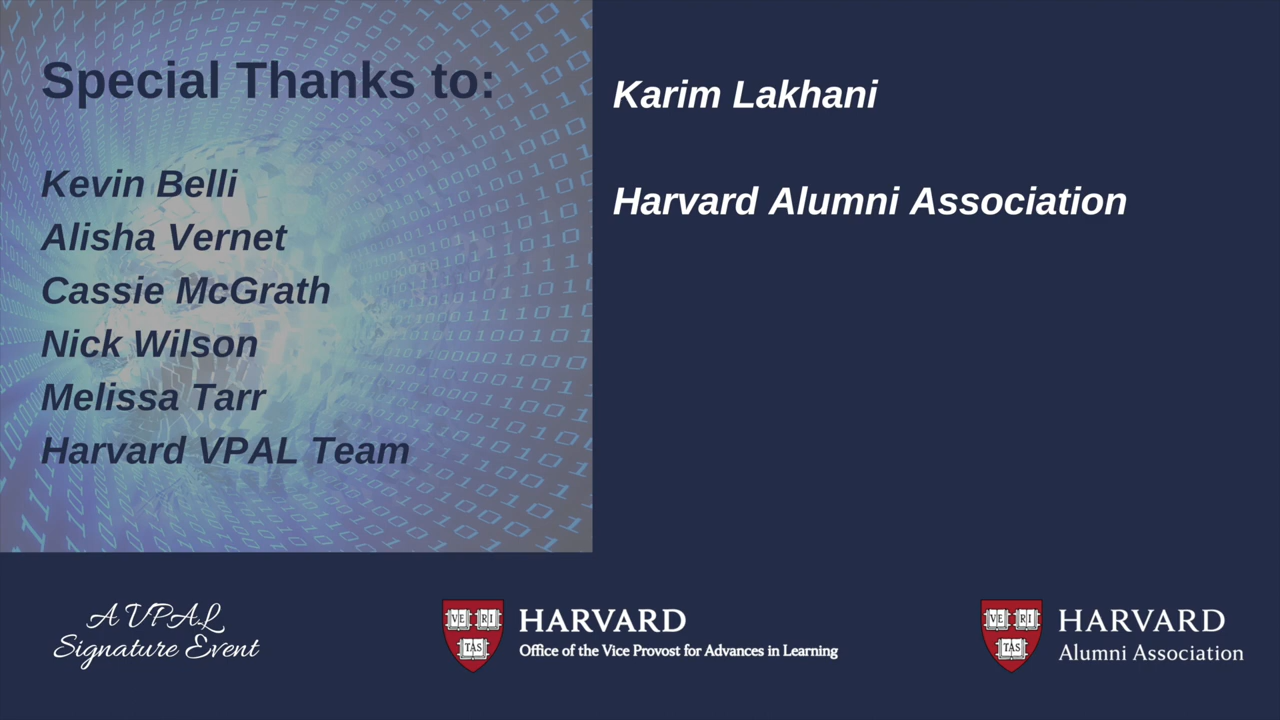 Special Thanks to:
Kevin Belli
Alisha Vernet
Cassie McGrath
Nick Wilson
Melissa Tarr
Harvard VPAL Team
Karim Lakhani
Harvard Alumni Association
A VPAL
Signature Event
VE RI
TAS
HARVARD
Office of the Vice Provost for Advances in Learning
VE RI
TAS
HARVARD
Alumni Association